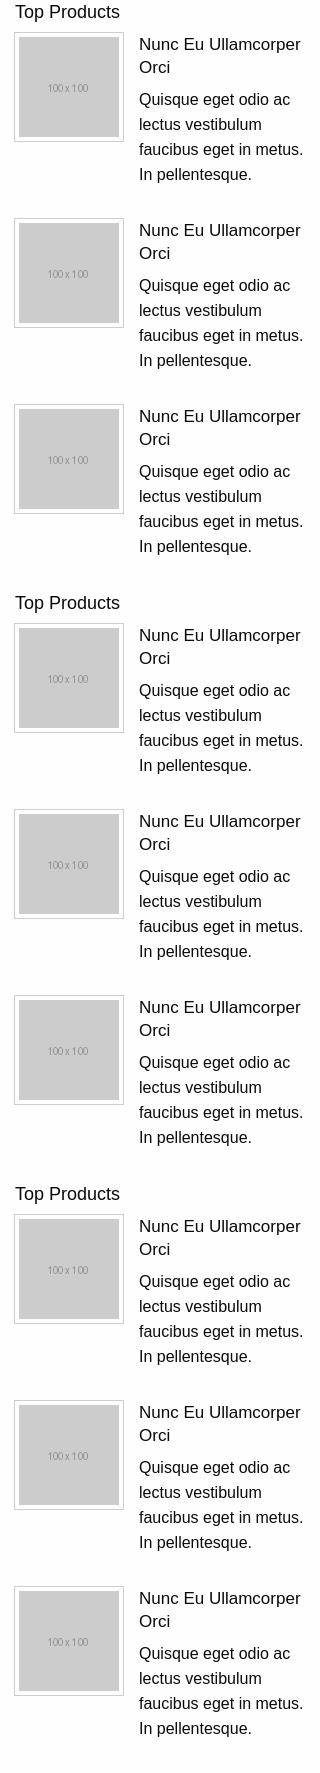 Top Products
100 x 100
Nunc Eu Ullamcorper
Orci
Quisque eget odio ac
lectus vestibulum
faucibus eget in metus.
In pellentesque.
100 x 100
Nunc Eu Ullamcorper
Orci
Quisque eget odio ac
lectus vestibulum
faucibus eget in metus.
In pellentesque.
100 x 100
Nunc Eu Ullamcorper
Orci
Quisque eget odio ac
lectus vestibulum
faucibus eget in metus.
In pellentesque.
Top Products
100 x 100
Nunc Eu Ullamcorper
Orci
Quisque eget odio ac
lectus vestibulum
faucibus eget in metus.
In pellentesque.
100 x 100
Nunc Eu Ullamcorper
Orci
Quisque eget odio ac
lectus vestibulum
faucibus eget in metus.
In pellentesque.
100 x 100
Nunc Eu Ullamcorper
Orci
Quisque eget odio ac
lectus vestibulum
faucibus eget in metus.
In pellentesque.
Top Products
100 x 100
Nunc Eu Ullamcorper
Orci
Quisque eget odio ac
lectus vestibulum
faucibus eget in metus.
In pellentesque.
100 x 100
Nunc Eu Ullamcorper
Orci
Quisque eget odio ac
lectus vestibulum
faucibus eget in metus.
In pellentesque.
100 x 100
Nunc Eu Ullamcorper
Orci
Quisque eget odio ac
lectus vestibulum
faucibus eget in metus.
In pellentesque.